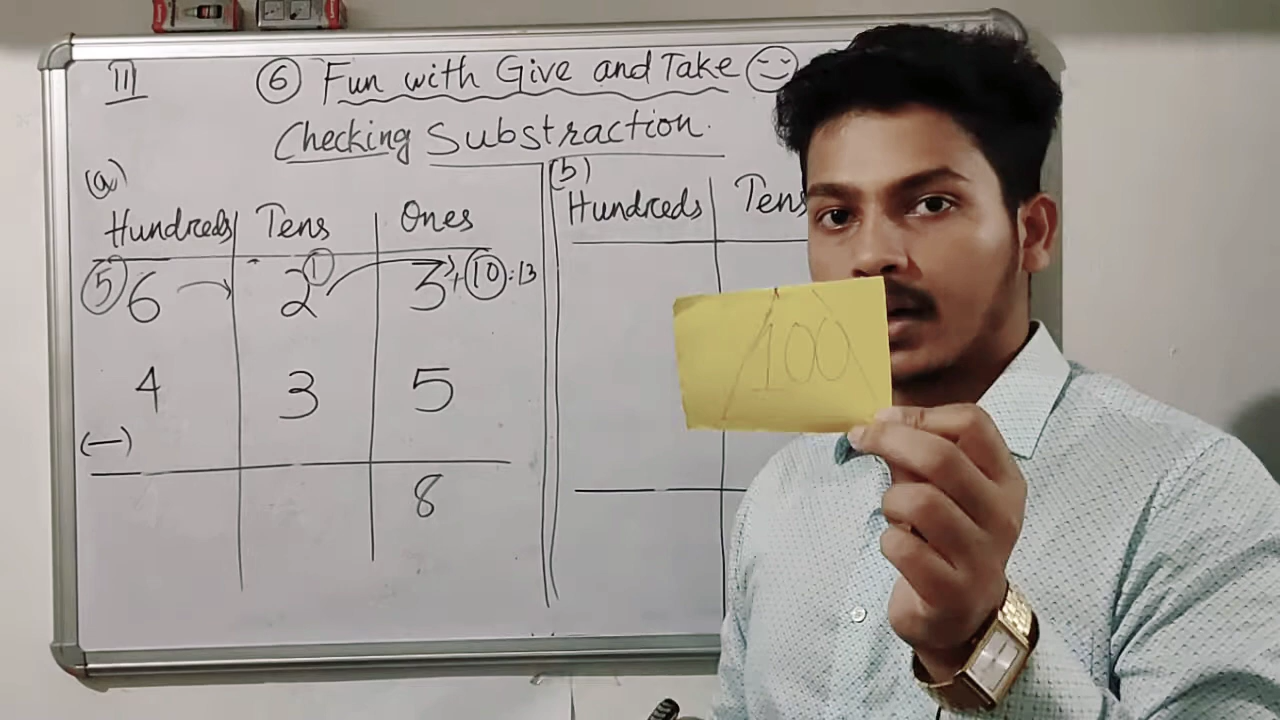 III
⑥ Fun with Give and Take
Checking Substraction.
(a)
Hundreds Tens Ones
⑤ 6 → 2 ① 3 + ⑩ = 13
4 3 5
(—)
8
(b)
Hundreds Tens
100